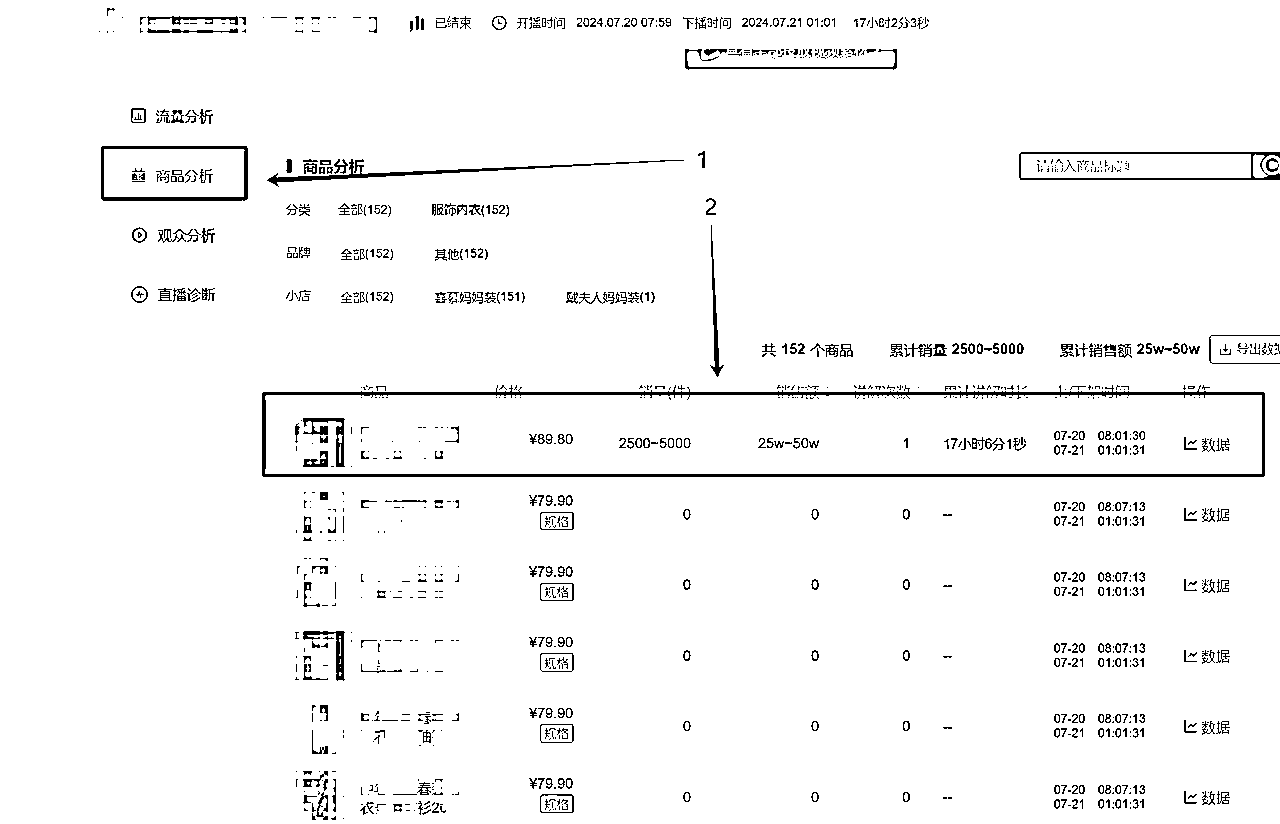 已结束 开播时间 2024.07.20 07:59 下播时间 2024.07.21 01:01 17小时2分3秒
流量分析
商品分析
观众分析
直播诊断
商品分析
1
请输入商品标题
2
分类 全部(152) 服饰内衣(152)
品牌 全部(152) 其他(152)
小店 全部(152) 妈妈装(151) 夫人妈妈装(1)
共 152 个商品 累计销量 2500~5000 累计销售额 25w~50w 导出数据
商品 价格 销量(件) 销售额 讲解次数 累计讲解时长 上/下架时间 操作
¥89.80 2500~5000 25w~50w 1 17小时6分1秒 07-20 08:01:30 数据
07-21 01:01:31
¥79.90 0 0 0 -- 07-20 08:07:13 数据
规格 07-21 01:01:31
¥79.90 0 0 0 -- 07-20 08:07:13 数据
规格 07-21 01:01:31
¥79.90 0 0 0 -- 07-20 08:07:13 数据
规格 07-21 01:01:31
¥79.90 0 0 0 -- 07-20 08:07:13 数据
规格 07-21 01:01:31
春 ¥79.90 0 0 0 -- 07-20 08:07:13 数据
衣 衫 规格 07-21 01:01:31